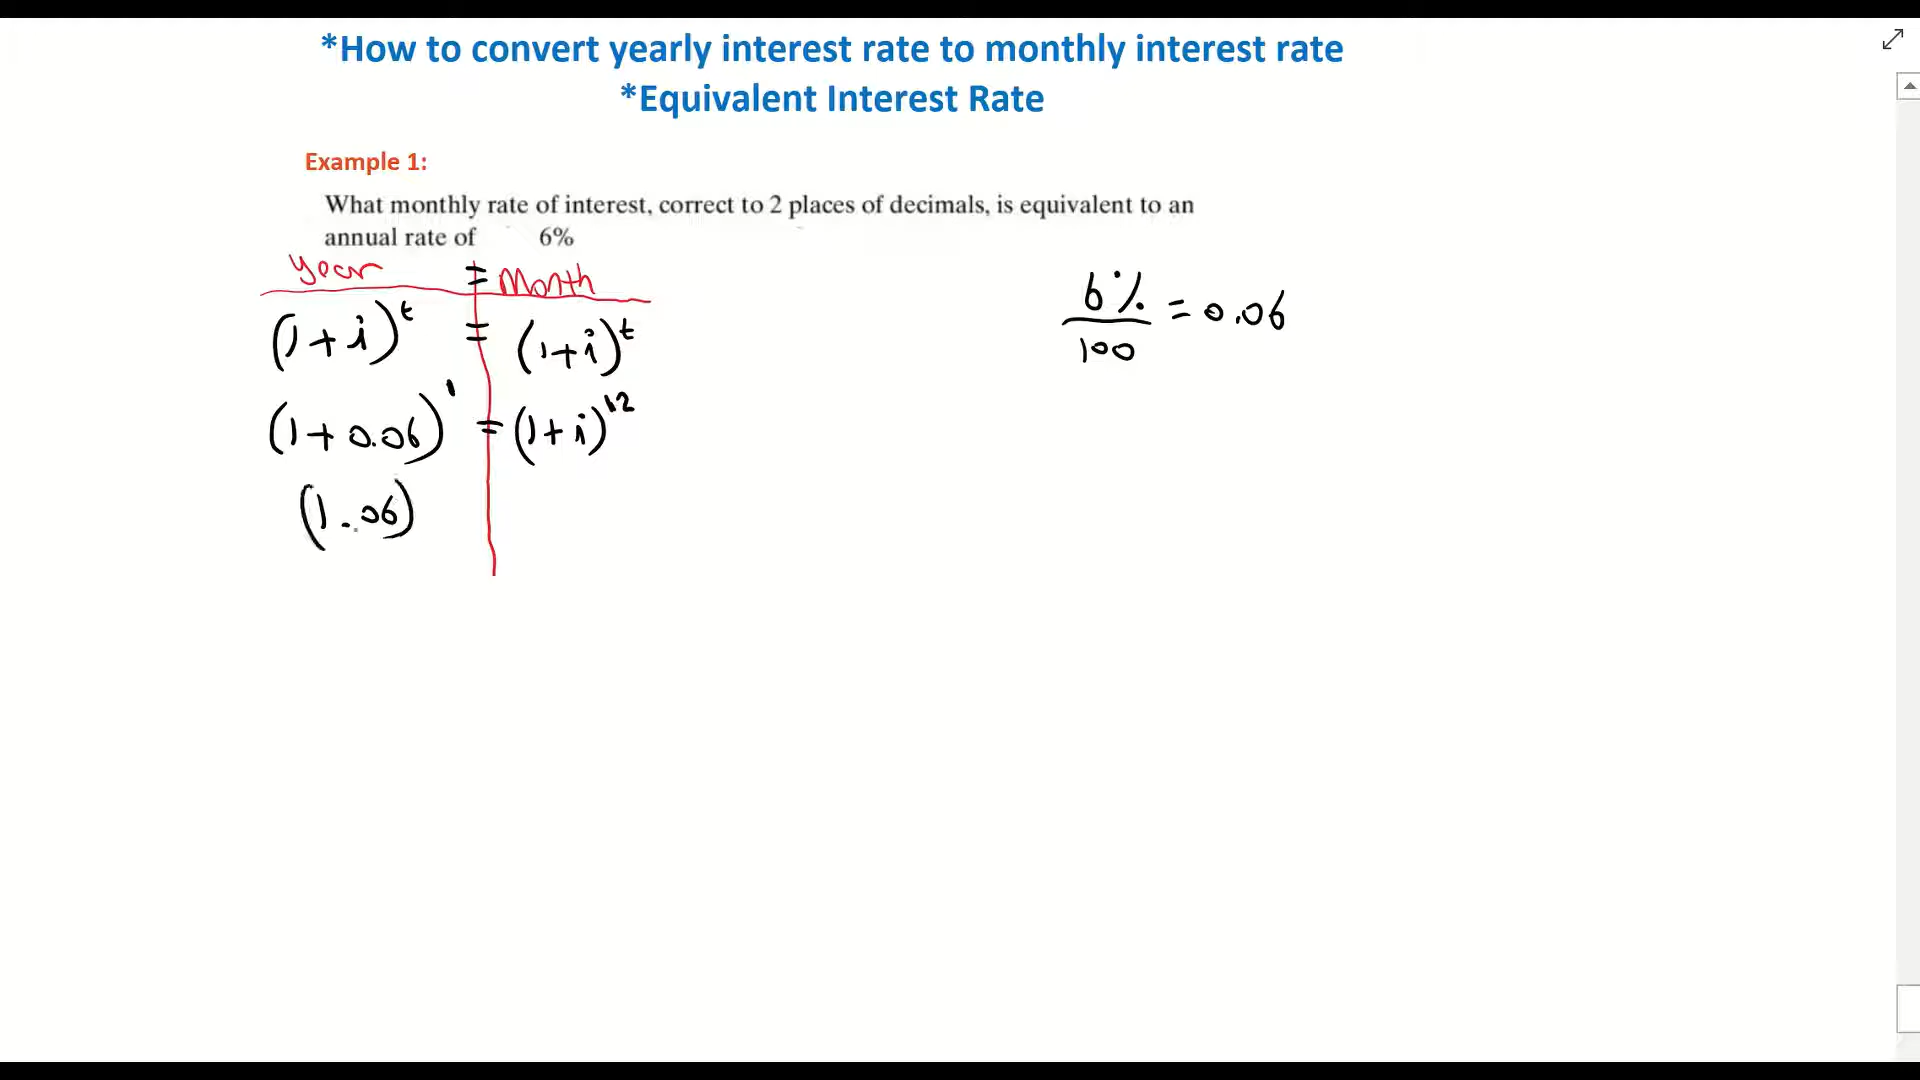 *How to convert yearly interest rate to monthly interest rate
*Equivalent Interest Rate
Example 1:
What monthly rate of interest, correct to 2 places of decimals, is equivalent to an
annual rate of 6%
year = Month
(1+i)^t = (1+i)^t
(1+0.06)^1 = (1+i)^12
(1.06)
6%/100 = 0.06